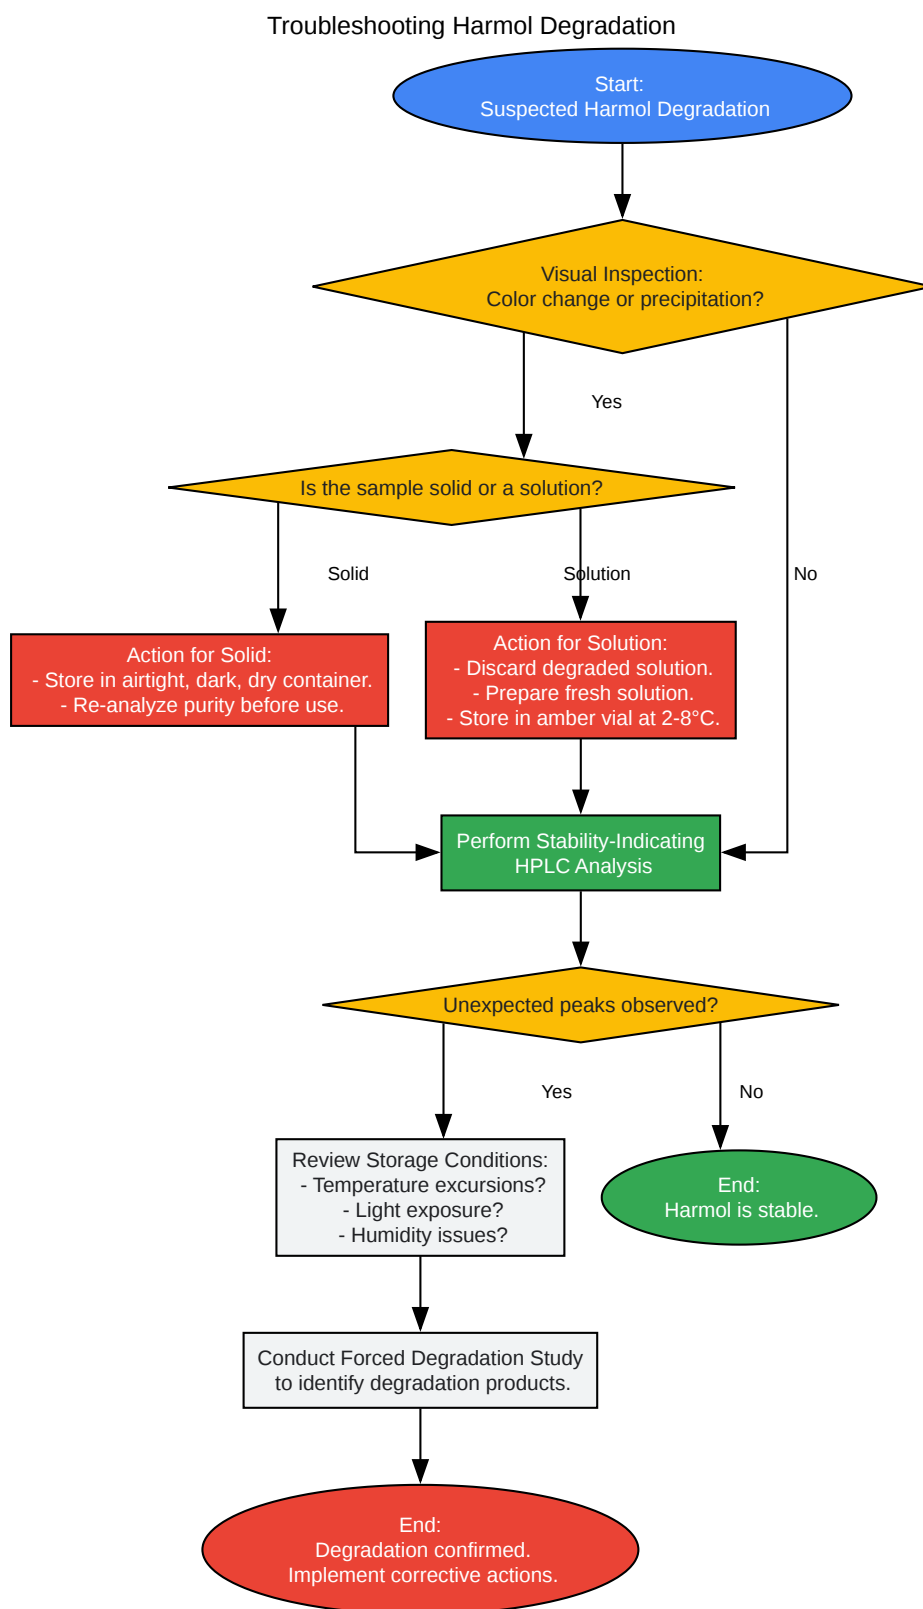 Troubleshooting Harmol Degradation
Start:
Suspected Harmol Degradation
Visual Inspection:
Color change or precipitation?
Yes
No
Is the sample solid or a solution?
Solid
Solution
Action for Solid:
- Store in airtight, dark, dry container.
- Re-analyze purity before use.
Action for Solution:
- Discard degraded solution.
- Prepare fresh solution.
- Store in amber vial at 2-8°C.
Perform Stability-Indicating
HPLC Analysis
Unexpected peaks observed?
Yes
No
Review Storage Conditions:
- Temperature excursions?
- Light exposure?
- Humidity issues?
End:
Harmol is stable.
Conduct Forced Degradation Study
to identify degradation products.
End:
Degradation confirmed.
Implement corrective actions.